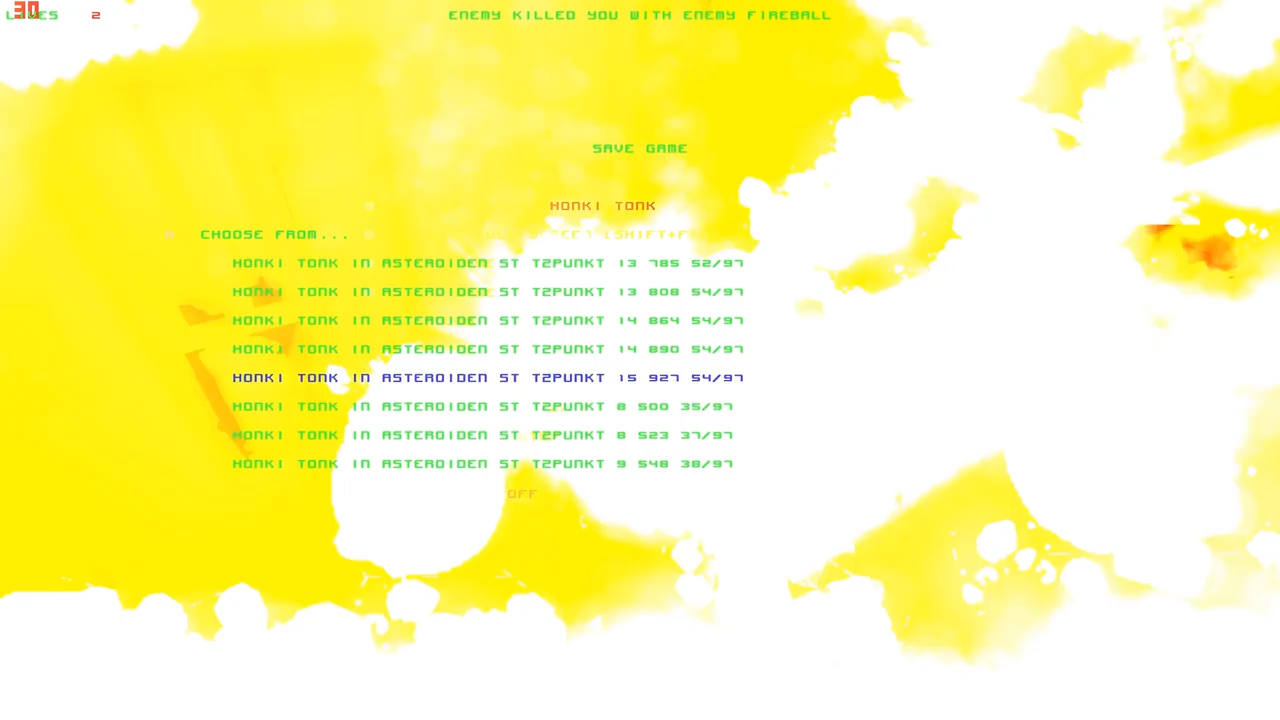 30
LIVES 2
ENEMY KILLED YOU WITH ENEMY FIREBALL
SAVE GAME
HONKI TONK
CHOOSE FROM...
HONKI TONK IN ASTEROIDEN ST T2PUNKT 13 785 52/97
HONKI TONK IN ASTEROIDEN ST T2PUNKT 13 808 54/97
HONKI TONK IN ASTEROIDEN ST T2PUNKT 14 864 54/97
HONKI TONK IN ASTEROIDEN ST T2PUNKT 14 890 54/97
HONKI TONK IN ASTEROIDEN ST T2PUNKT 15 927 54/97
HONKI TONK IN ASTEROIDEN ST T2PUNKT 8 500 35/97
HONKI TONK IN ASTEROIDEN ST T2PUNKT 8 523 37/97
HONKI TONK IN ASTEROIDEN ST T2PUNKT 9 548 38/97
OFF